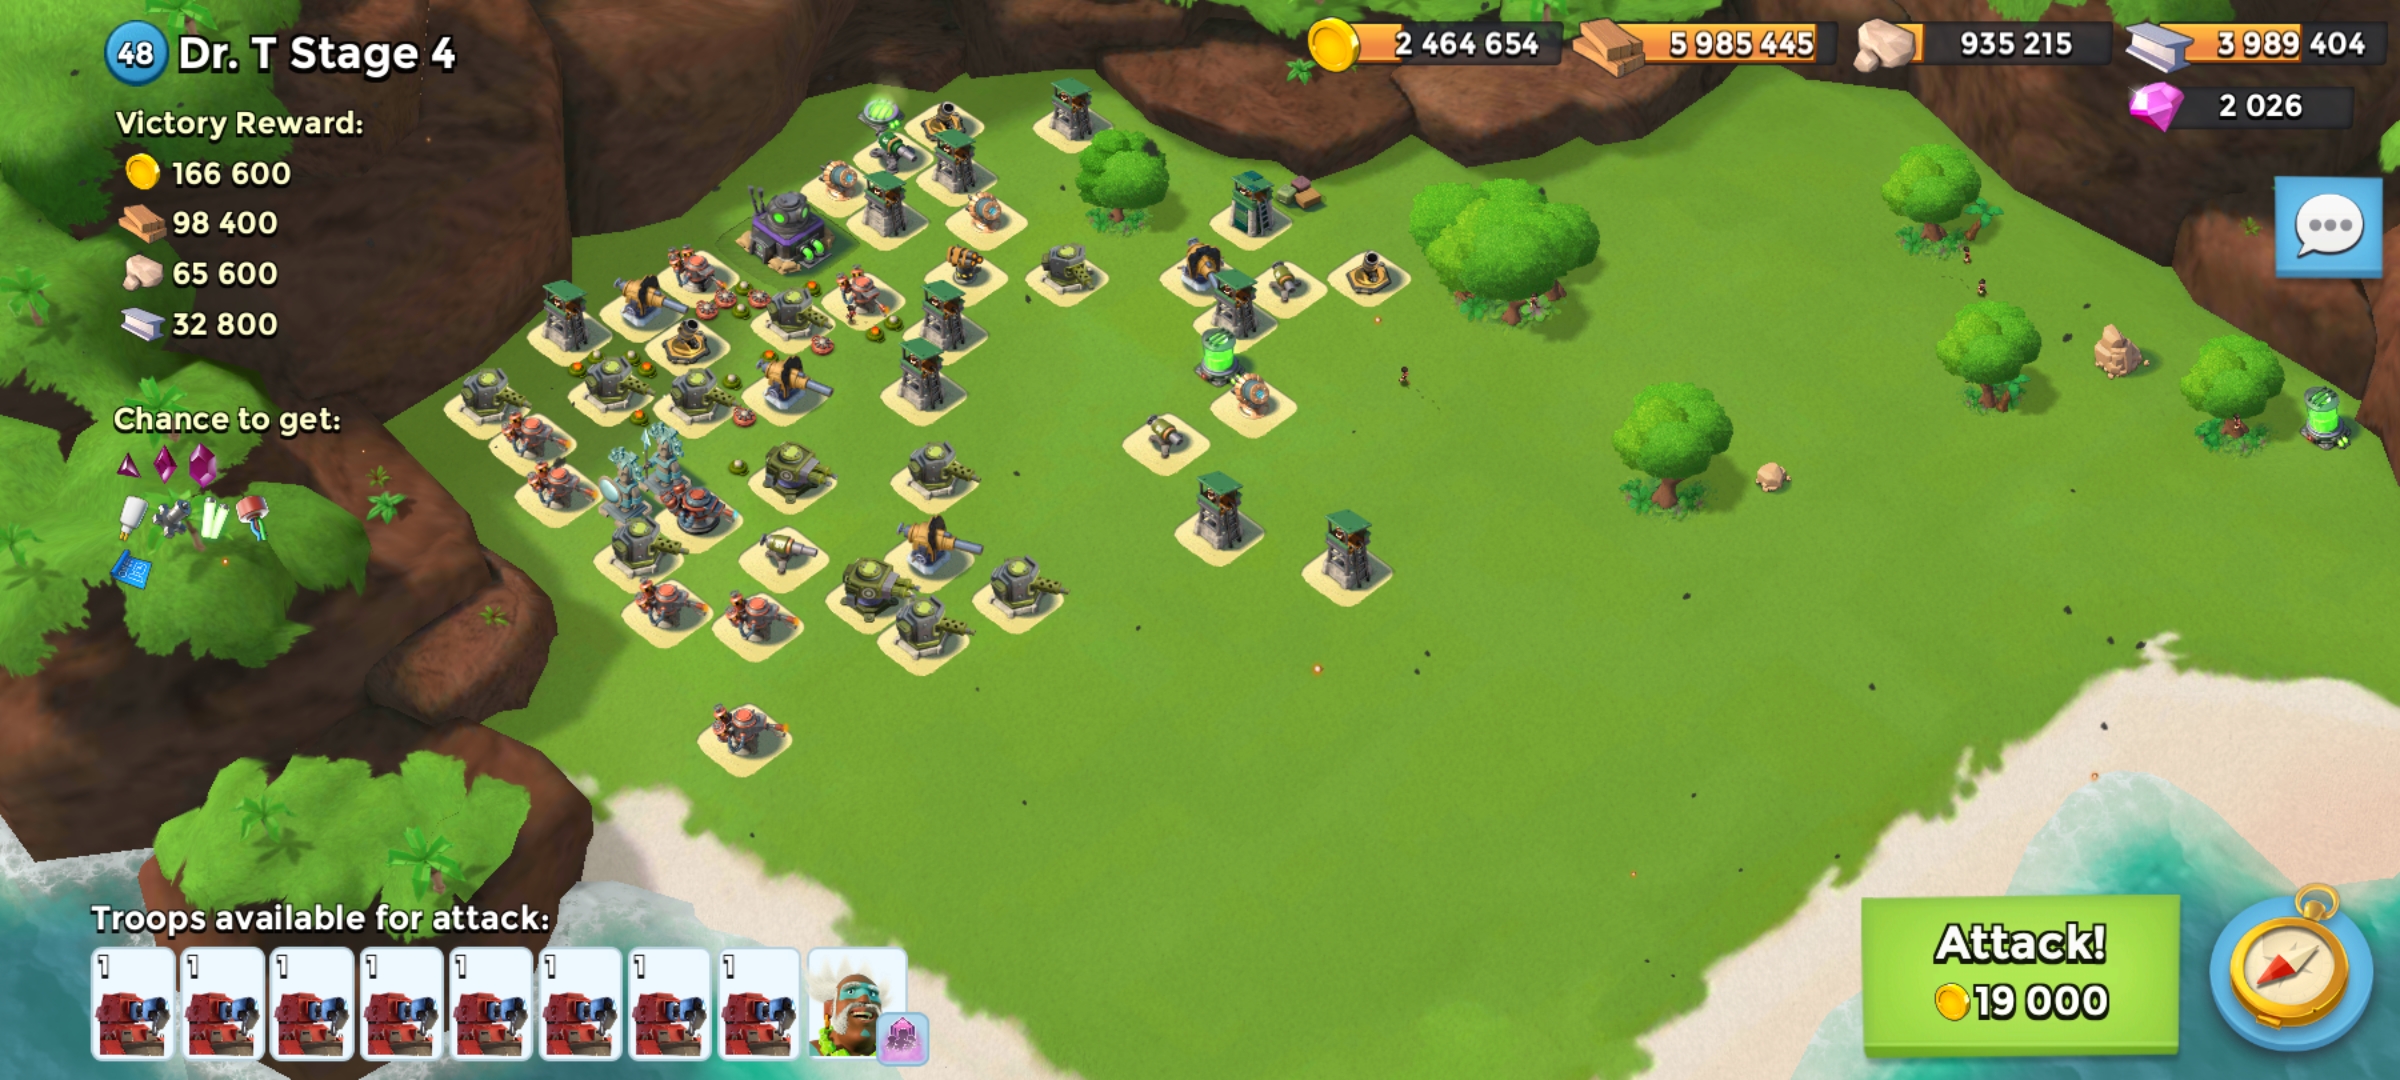 48 Dr. T Stage 4
2 464 654
5 985 445
935 215
3 989 404
2 026
Victory Reward:
166 600
98 400
65 600
32 800
Chance to get:
Troops available for attack:
1 1 1 1 1 1 1 1
Attack!
19 000